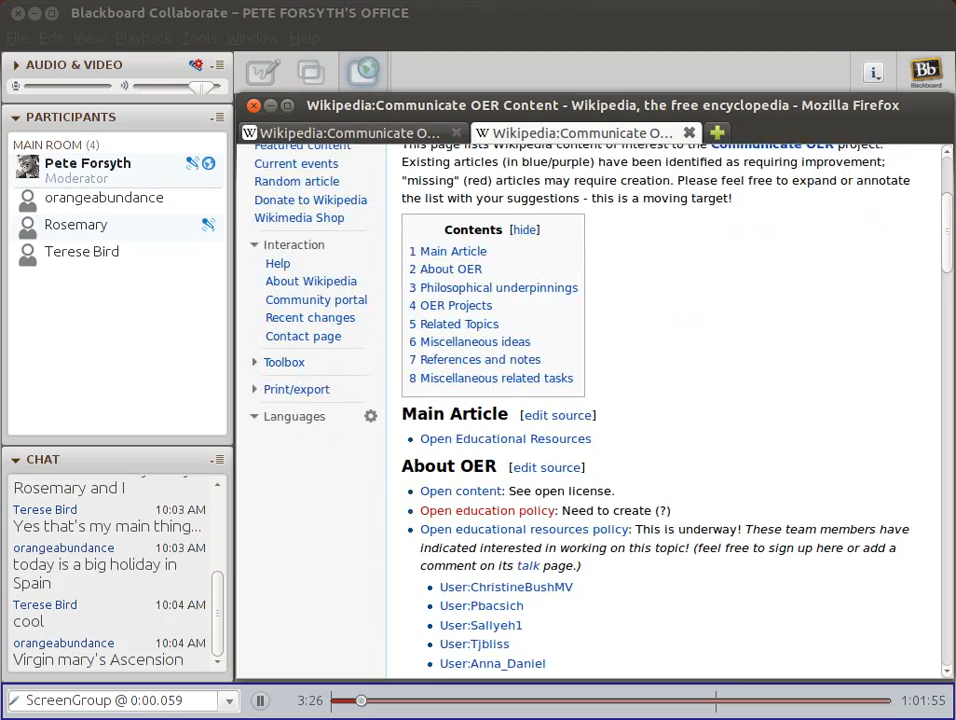 Blackboard Collaborate – PETE FORSYTH'S OFFICE
File Edit View Playback Tools Window Help
AUDIO & VIDEO
PARTICIPANTS
MAIN ROOM (4)
Pete Forsyth
Moderator
orangeabundance
Rosemary
Terese Bird
CHAT
Rosemary and I
Terese Bird 10:03 AM
Yes that's my main thing...
orangeabundance 10:03 AM
today is a big holiday in
Spain
Terese Bird 10:04 AM
cool
orangeabundance 10:04 AM
Virgin mary's Ascension
i
Bb
Blackboard
Wikipedia:Communicate OER Content - Wikipedia, the free encyclopedia - Mozilla Firefox
W Wikipedia:Communicate O...
W Wikipedia:Communicate O...
Featured content
Current events
Random article
Donate to Wikipedia
Wikimedia Shop
Interaction
Help
About Wikipedia
Community portal
Recent changes
Contact page
Toolbox
Print/export
Languages
This page lists Wikipedia content of interest to the Communicate OER project.
Existing articles (in blue/purple) have been identified as requiring improvement;
"missing" (red) articles may require creation. Please feel free to expand or annotate
the list with your suggestions - this is a moving target!
Contents [hide]
1 Main Article
2 About OER
3 Philosophical underpinnings
4 OER Projects
5 Related Topics
6 Miscellaneous ideas
7 References and notes
8 Miscellaneous related tasks
Main Article [edit source]
Open Educational Resources
About OER [edit source]
Open content: See open license.
Open education policy: Need to create (?)
Open educational resources policy: This is underway! These team members have
indicated interested in working on this topic! (feel free to sign up here or add a
comment on its talk page.)
User:ChristineBushMV
User:Pbacsich
User:Sallyeh1
User:Tjbliss
User:Anna_Daniel
ScreenGroup @ 0:00.059
3:26
1:01:55